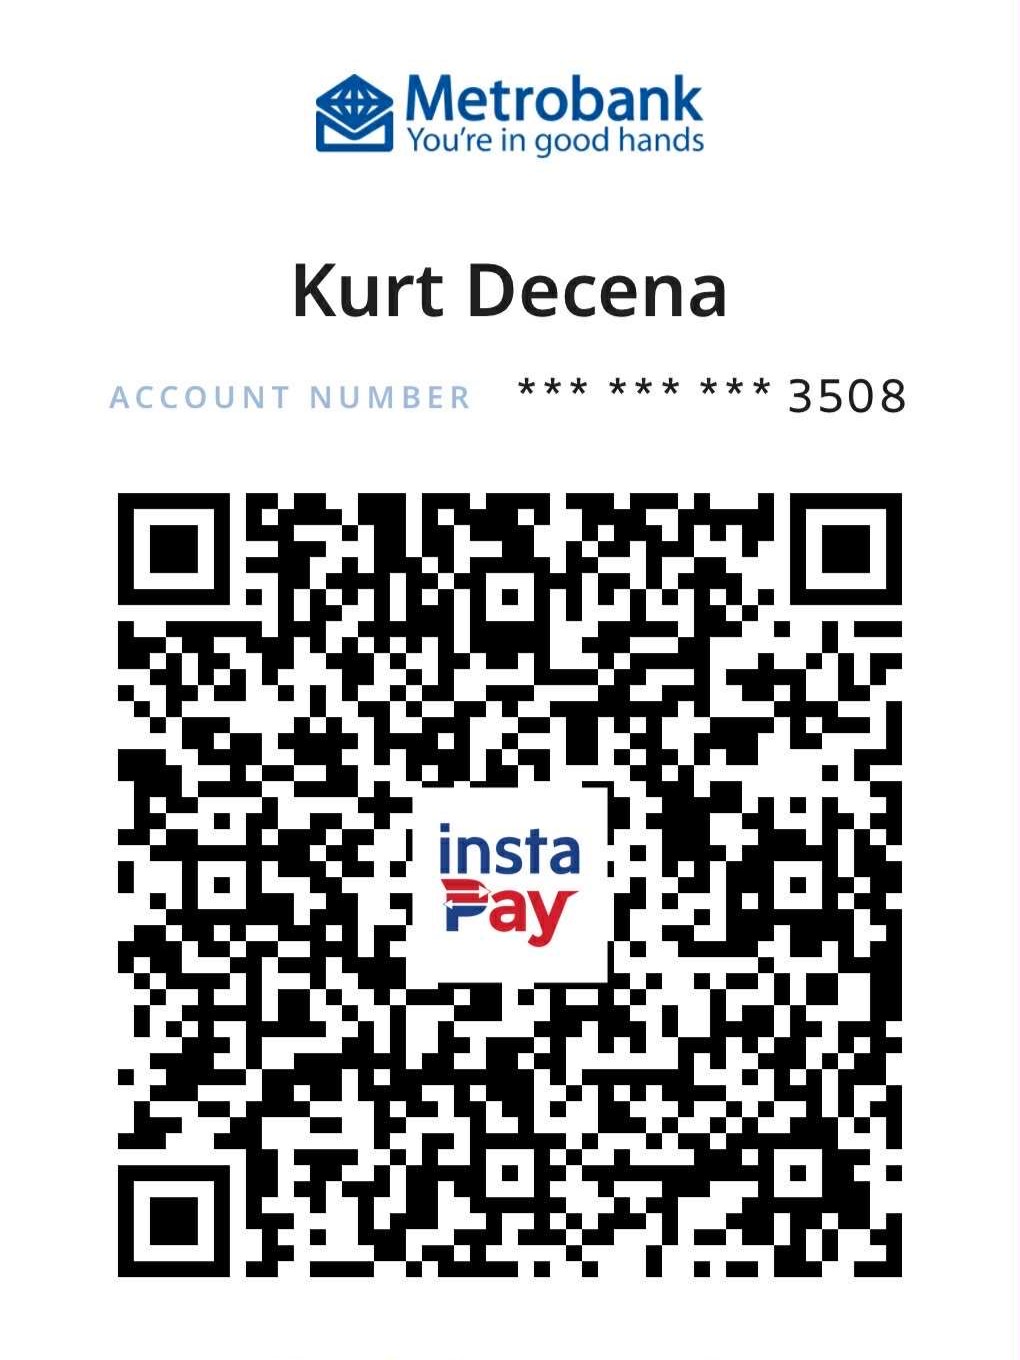 Metrobank
You're in good hands
Kurt Decena
ACCOUNT NUMBER *** *** *** 3508
insta
Pay